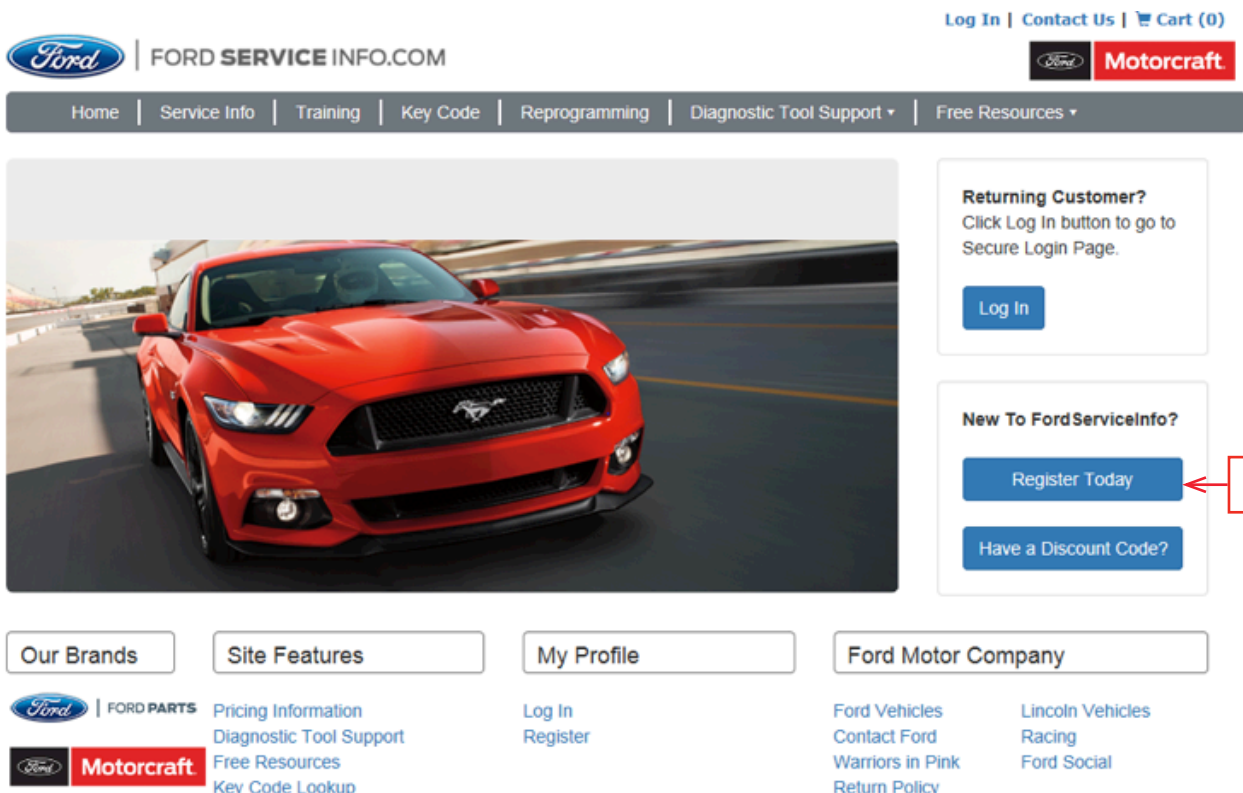 Log In | Contact Us | Cart (0)
Ford | FORD SERVICE INFO.COM
Ford Motorcraft
Home | Service Info | Training | Key Code | Reprogramming | Diagnostic Tool Support | Free Resources
Returning Customer?
Click Log In button to go to
Secure Login Page.
Log In
New To FordServiceInfo?
Register Today
Have a Discount Code?
Our Brands
Ford | FORD PARTS
Ford Motorcraft
Site Features
Pricing Information
Diagnostic Tool Support
Free Resources
Key Code Lookup
My Profile
Log In
Register
Ford Motor Company
Ford Vehicles
Contact Ford
Warriors in Pink
Return Policy
Lincoln Vehicles
Racing
Ford Social